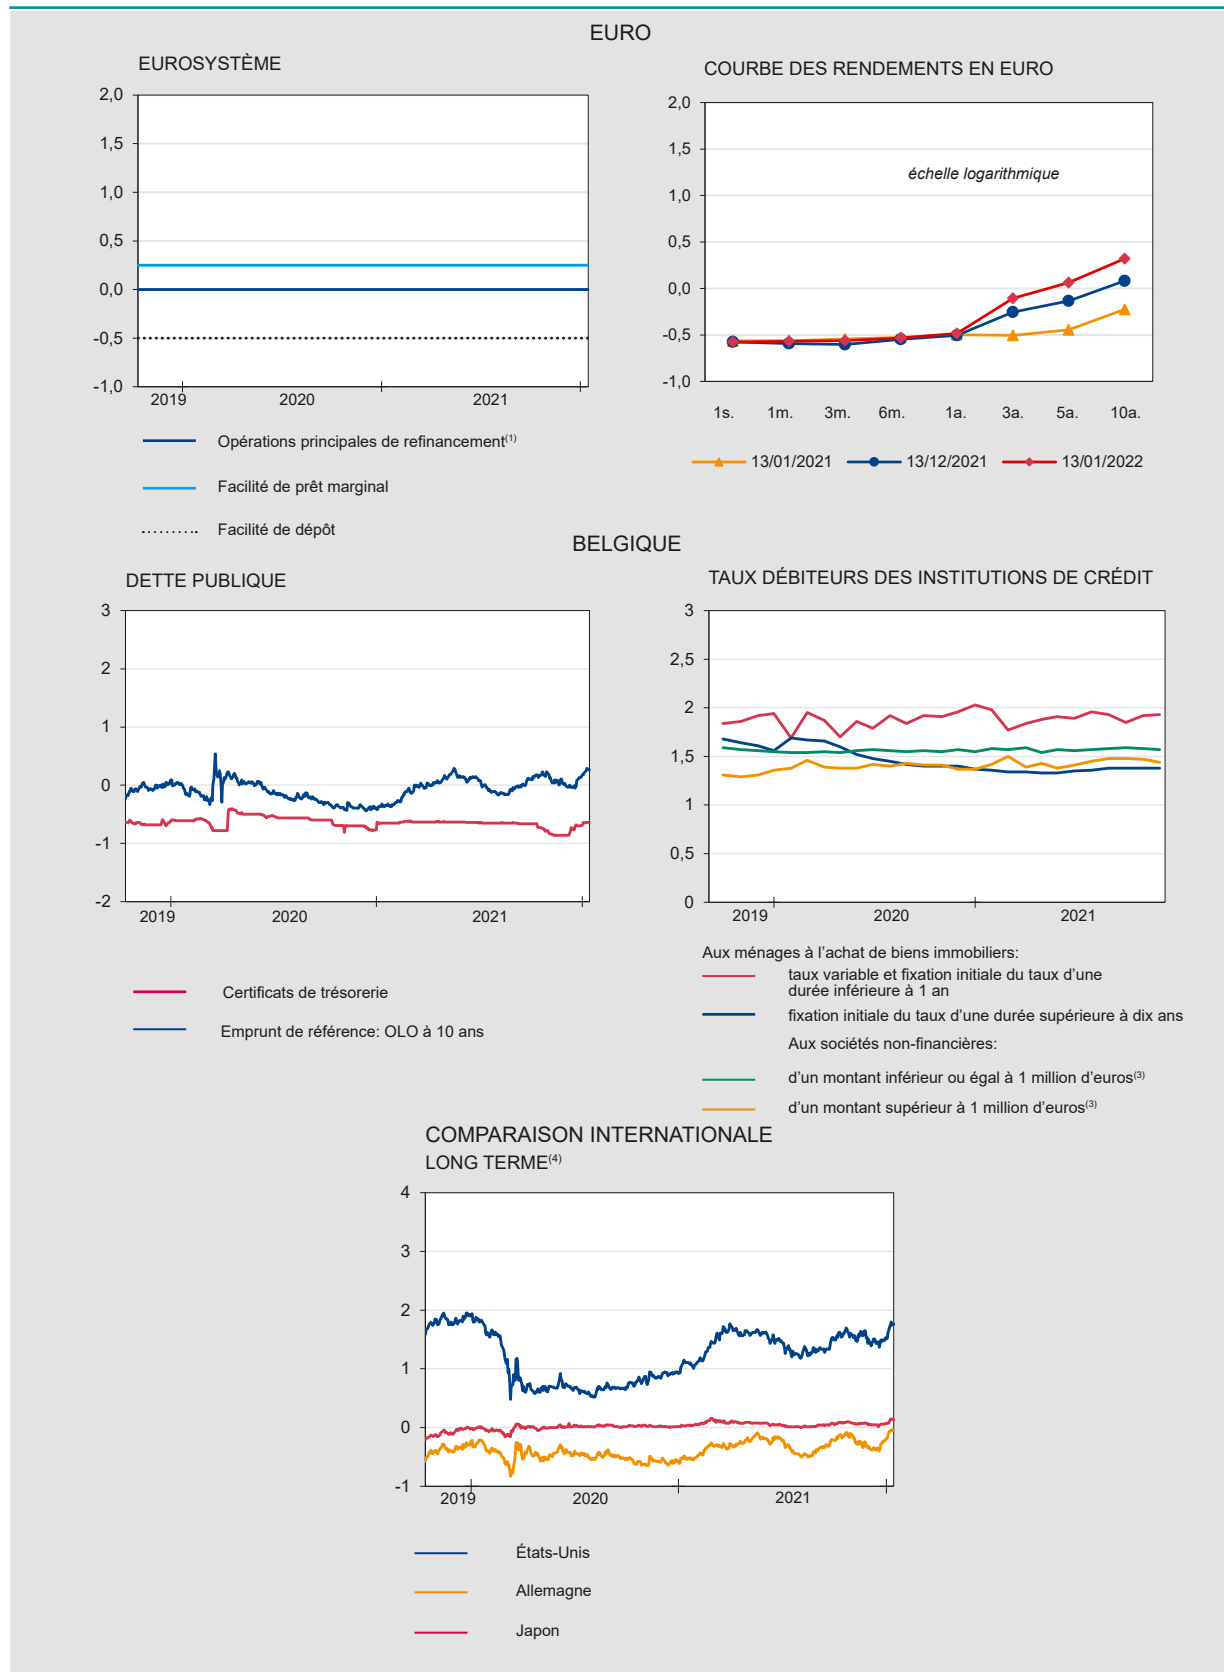 EURO
EUROSYSTÈME
2,0
1,5
1,0
0,5
0,0
-0,5
-1,0
2019 2020 2021
Opérations principales de refinancement(1)
Facilité de prêt marginal
Facilité de dépôt
COURBE DES RENDEMENTS EN EURO
2,0
1,5
1,0
0,5
0,0
-0,5
-1,0
échelle logarithmique
1s. 1m. 3m. 6m. 1a. 3a. 5a. 10a.
13/01/2021 13/12/2021 13/01/2022
BELGIQUE
DETTE PUBLIQUE
3
2
1
0
-1
-2
2019 2020 2021
Certificats de trésorerie
Emprunt de référence: OLO à 10 ans
TAUX DÉBITEURS DES INSTITUTIONS DE CRÉDIT
3
2,5
2
1,5
1
0,5
0
2019 2020 2021
Aux ménages à l’achat de biens immobiliers:
taux variable et fixation initiale du taux d’une
durée inférieure à 1 an
fixation initiale du taux d’une durée supérieure à dix ans
Aux sociétés non-financières:
d’un montant inférieur ou égal à 1 million d’euros(3)
d’un montant supérieur à 1 million d’euros(3)
COMPARAISON INTERNATIONALE
LONG TERME(4)
4
3
2
1
0
-1
2019 2020 2021
États-Unis
Allemagne
Japon